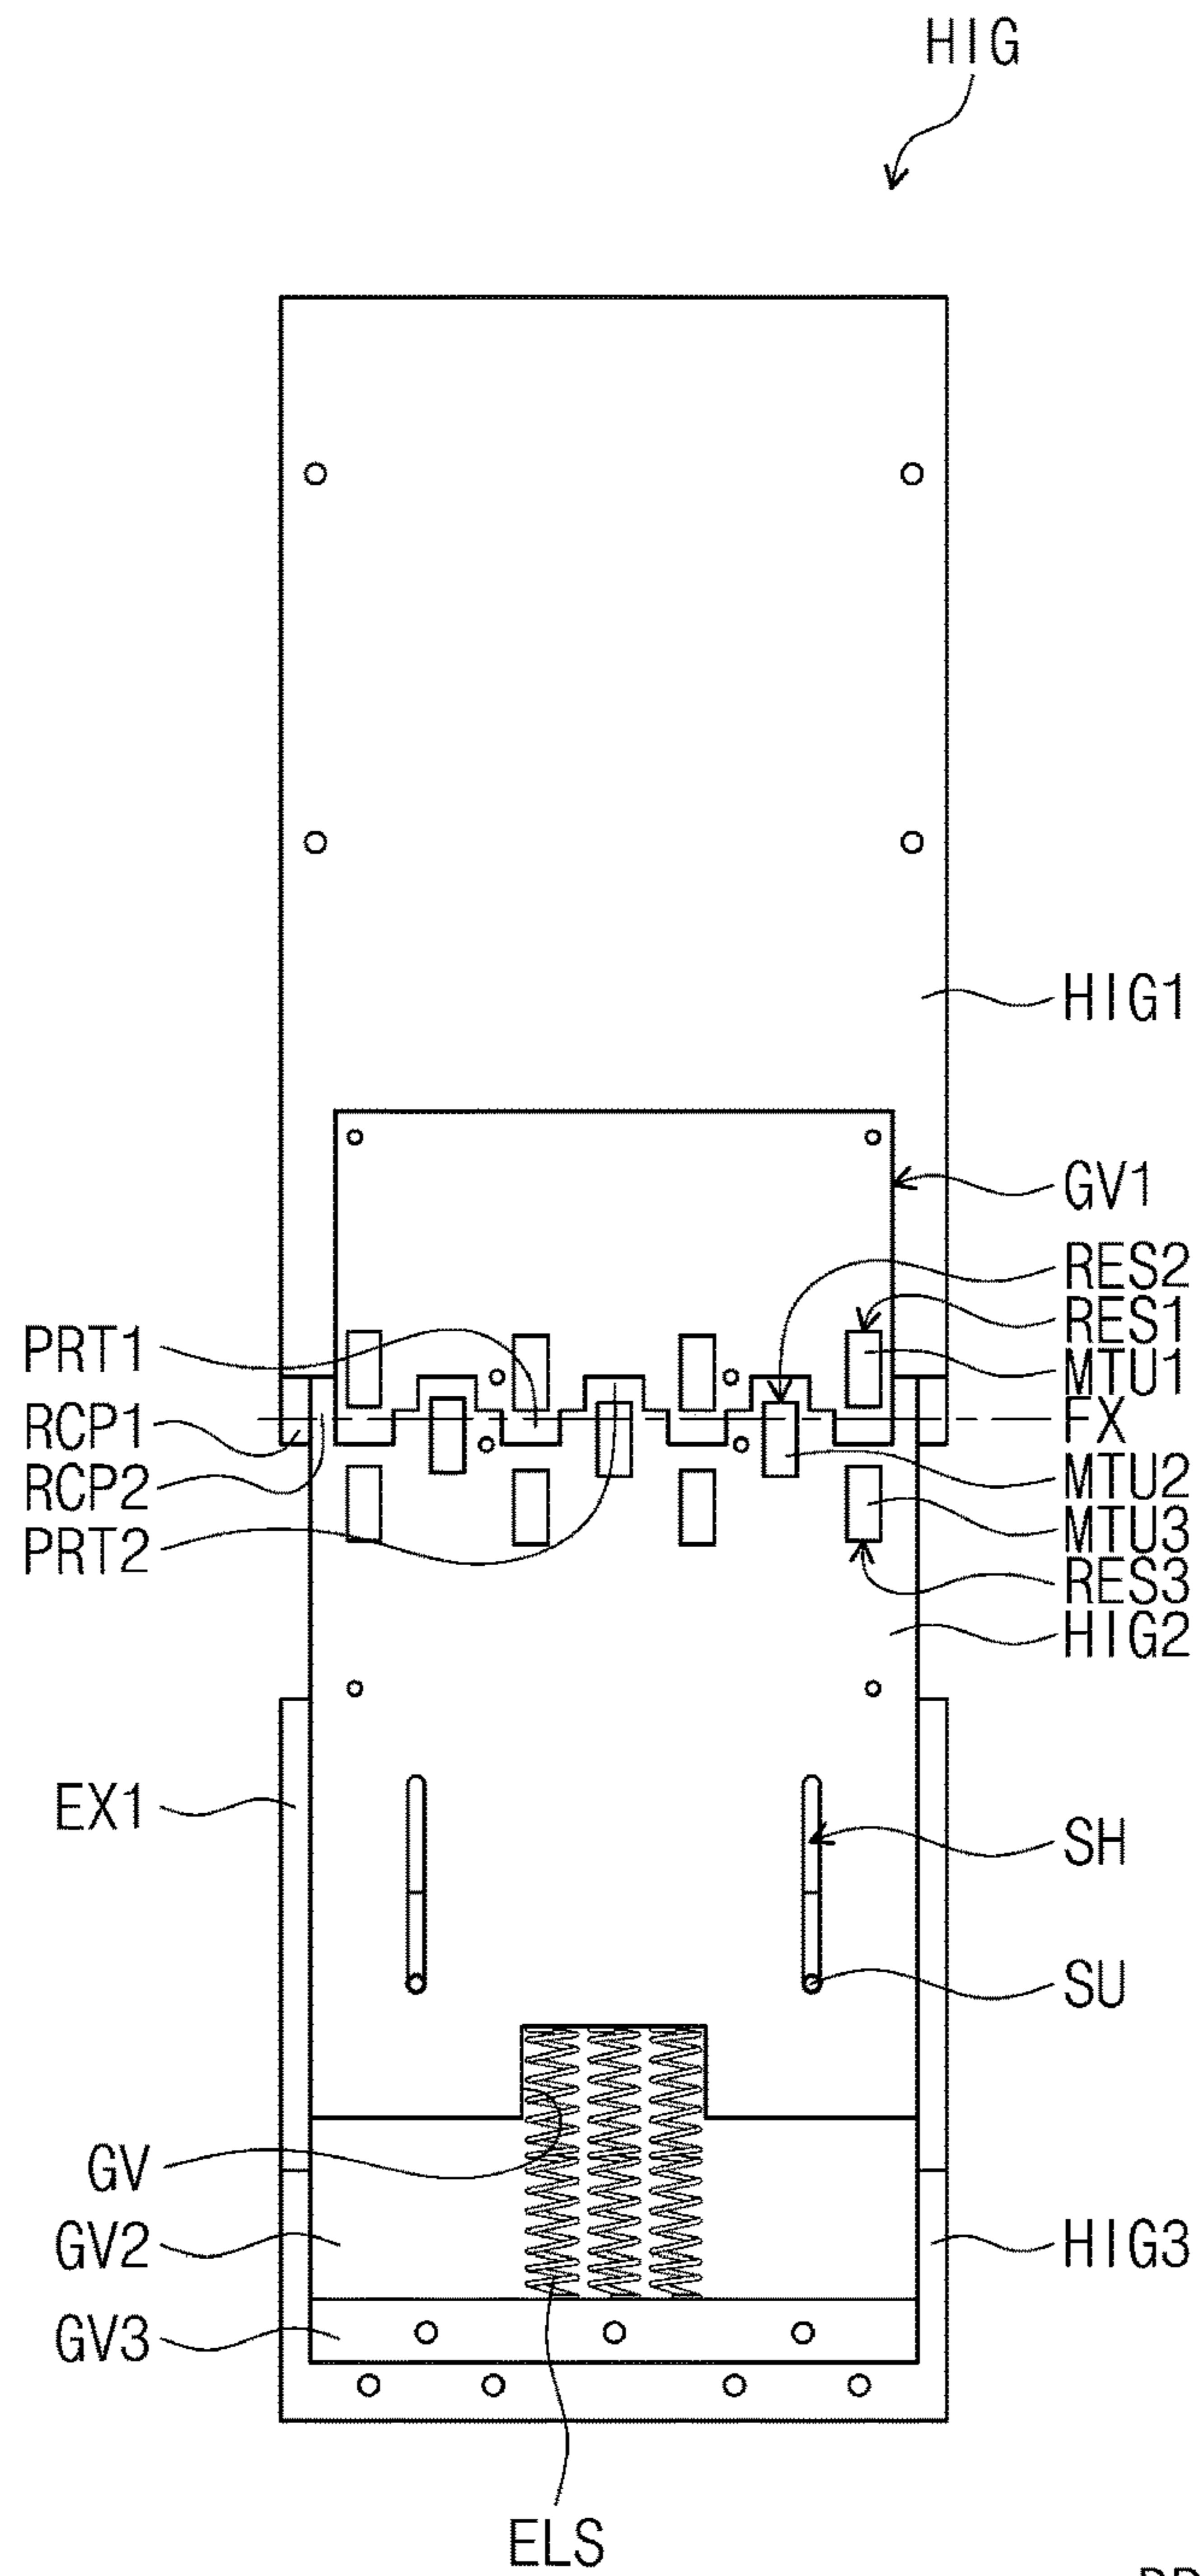 HIG
HIG1
GV1
RES2
RES1
PRT1
MTU1
RCP1
FX
RCP2
MTU2
PRT2
MTU3
RES3
HIG2
EX1
SH
SU
GV
GV2
HIG3
GV3
ELS